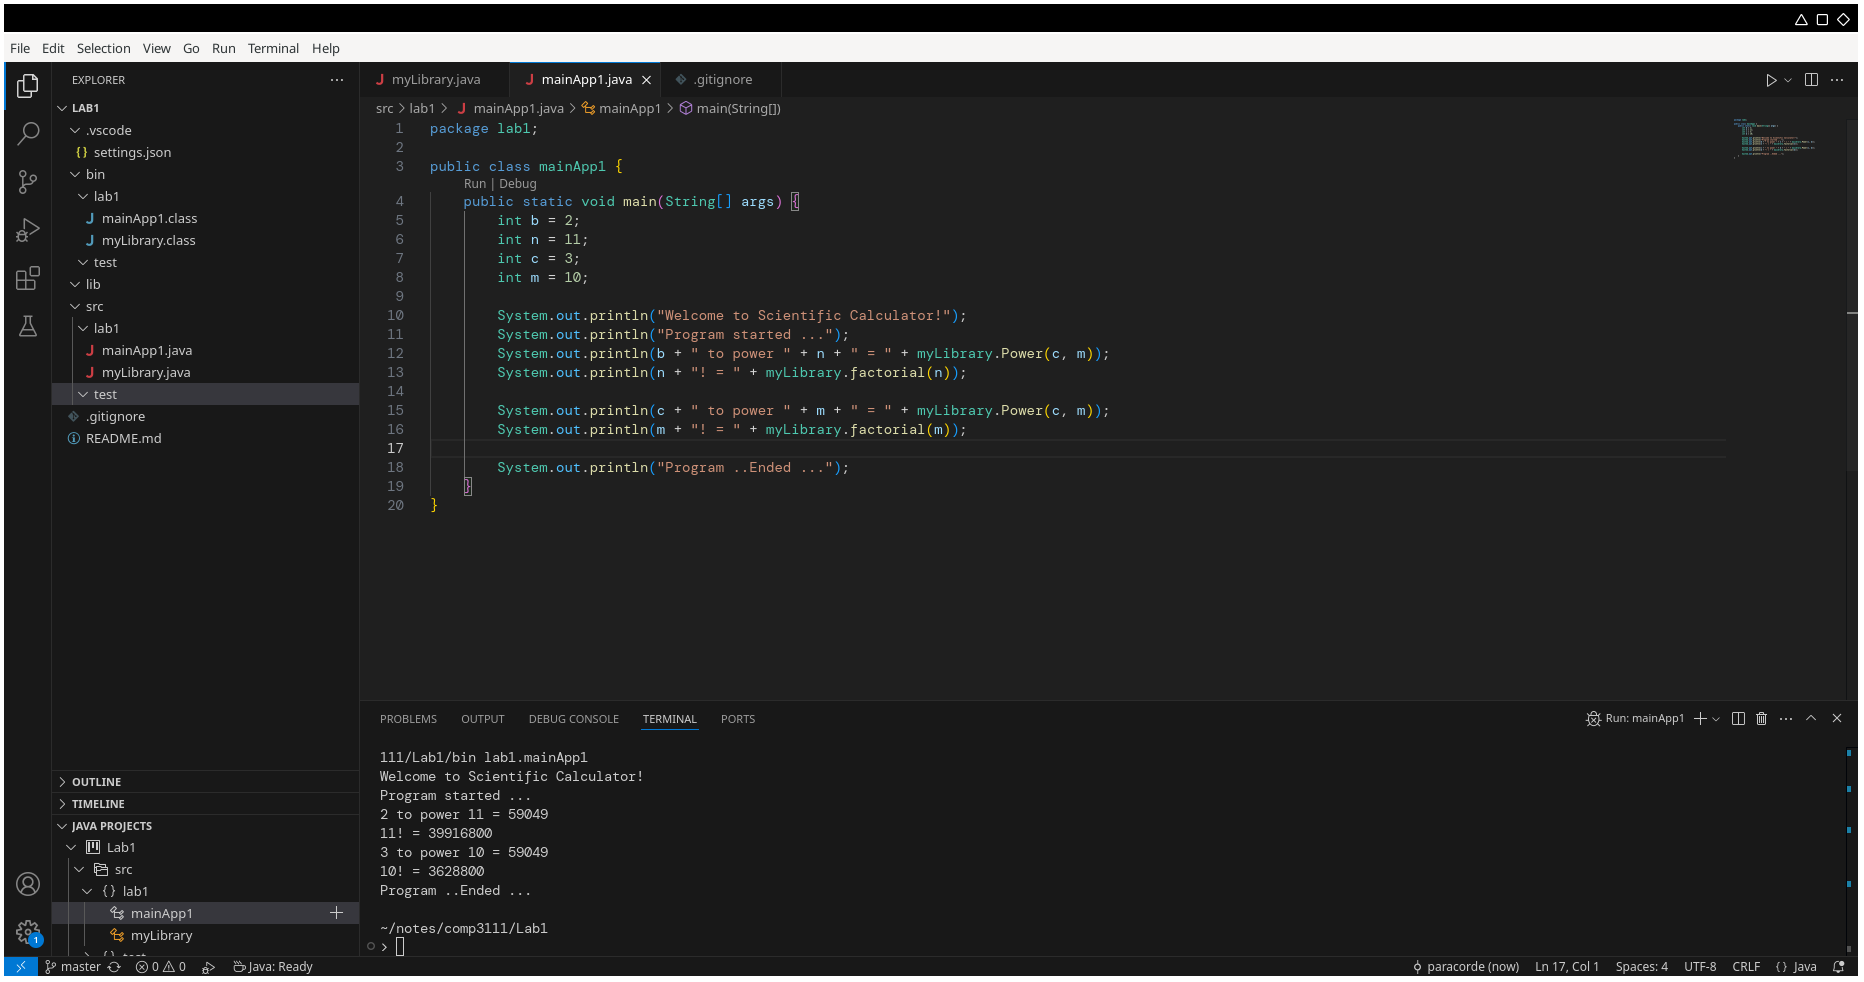 File Edit Selection View Go Run Terminal Help
EXPLORER
LAB1
.vscode
{} settings.json
bin
lab1
J mainApp1.class
J myLibrary.class
test
lib
src
lab1
J mainApp1.java
J myLibrary.java
test
.gitignore
README.md
OUTLINE
TIMELINE
JAVA PROJECTS
Lab1
src
{} lab1
mainApp1
myLibrary
1
J myLibrary.java J mainApp1.java .gitignore
src > lab1 > J mainApp1.java > mainApp1 > main(String[])
1 package lab1;
2
3 public class mainApp1 {
Run | Debug
4 public static void main(String[] args) {
5 int b = 2;
6 int n = 11;
7 int c = 3;
8 int m = 10;
9
10 System.out.println("Welcome to Scientific Calculator!");
11 System.out.println("Program started ...");
12 System.out.println(b + " to power " + n + " = " + myLibrary.Power(c, m));
13 System.out.println(n + "! = " + myLibrary.factorial(n));
14
15 System.out.println(c + " to power " + m + " = " + myLibrary.Power(c, m));
16 System.out.println(m + "! = " + myLibrary.factorial(m));
17
18 System.out.println("Program ..Ended ...");
19 }
20 }
PROBLEMS OUTPUT DEBUG CONSOLE TERMINAL PORTS
Run: mainApp1
111/Lab1/bin lab1.mainApp1
Welcome to Scientific Calculator!
Program started ...
2 to power 11 = 59049
11! = 39916800
3 to power 10 = 59049
10! = 3628800
Program ..Ended ...
~/notes/comp3111/Lab1
>
master 0 0 Java: Ready
paracorde (now) Ln 17, Col 1 Spaces: 4 UTF-8 CRLF {} Java